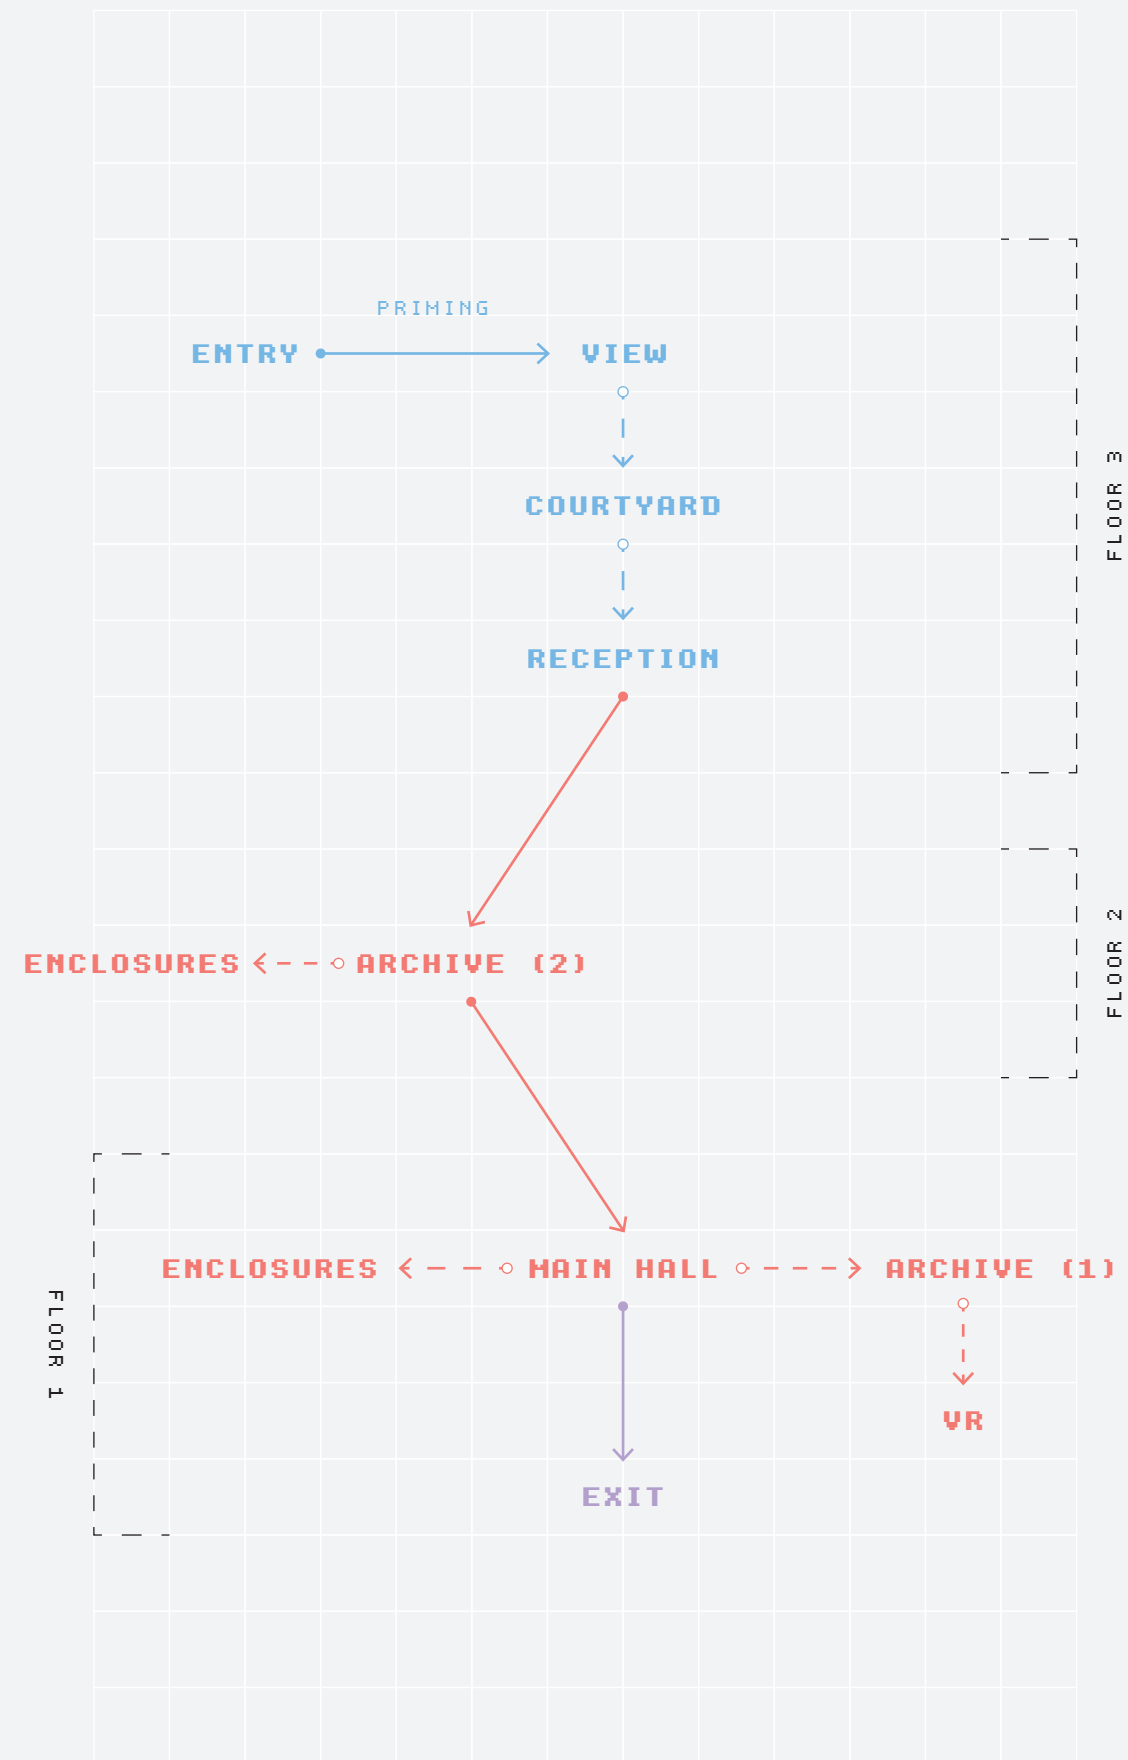 PRIMING
ENTRY
VIEW
FLOOR 3
COURTYARD
RECEPTION
FLOOR 2
ENCLOSURES
ARCHIVE (2)
ENCLOSURES
MAIN HALL
ARCHIVE (1)
FLOOR 1
VR
EXIT